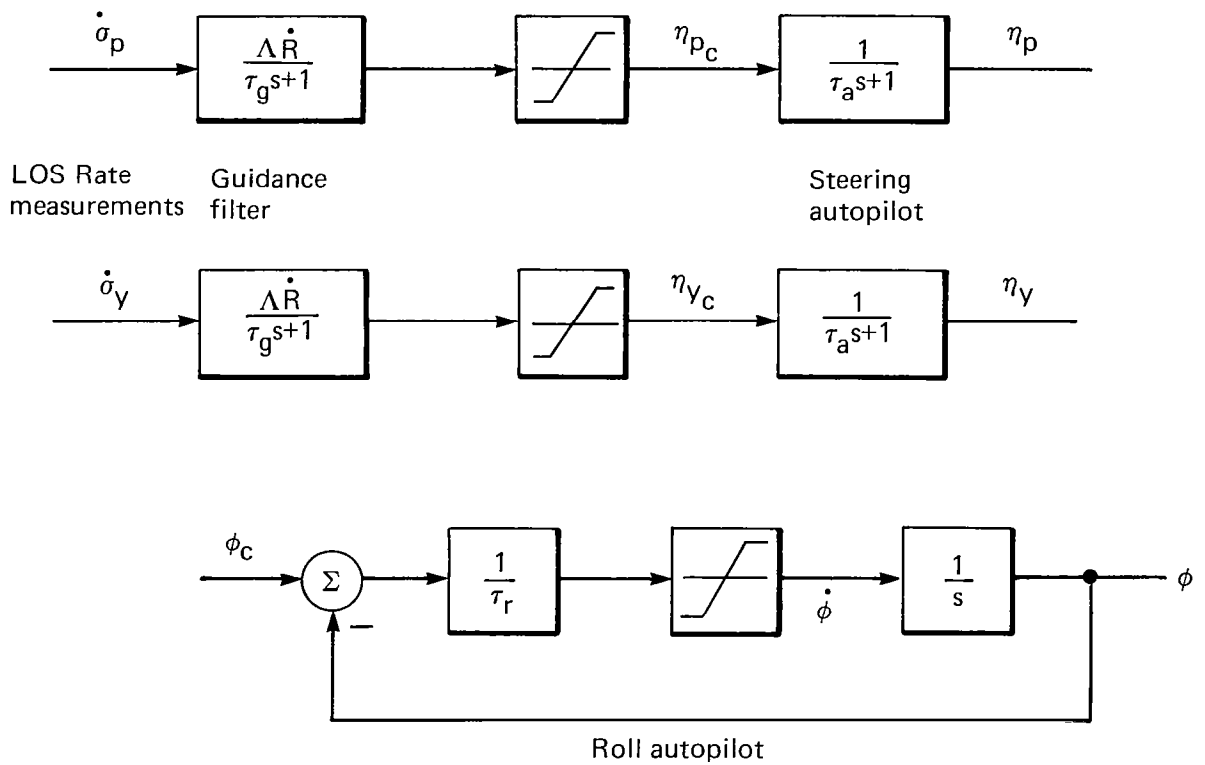 σ̇p ΛṘ/(τgs+1) ηpc 1/(τas+1) ηp
LOS Rate measurements
Guidance filter
Steering autopilot
σ̇y ΛṘ/(τgs+1) ηyc 1/(τas+1) ηy
ϕc Σ 1/τr ϕ̇ 1/s ϕ
−
Roll autopilot